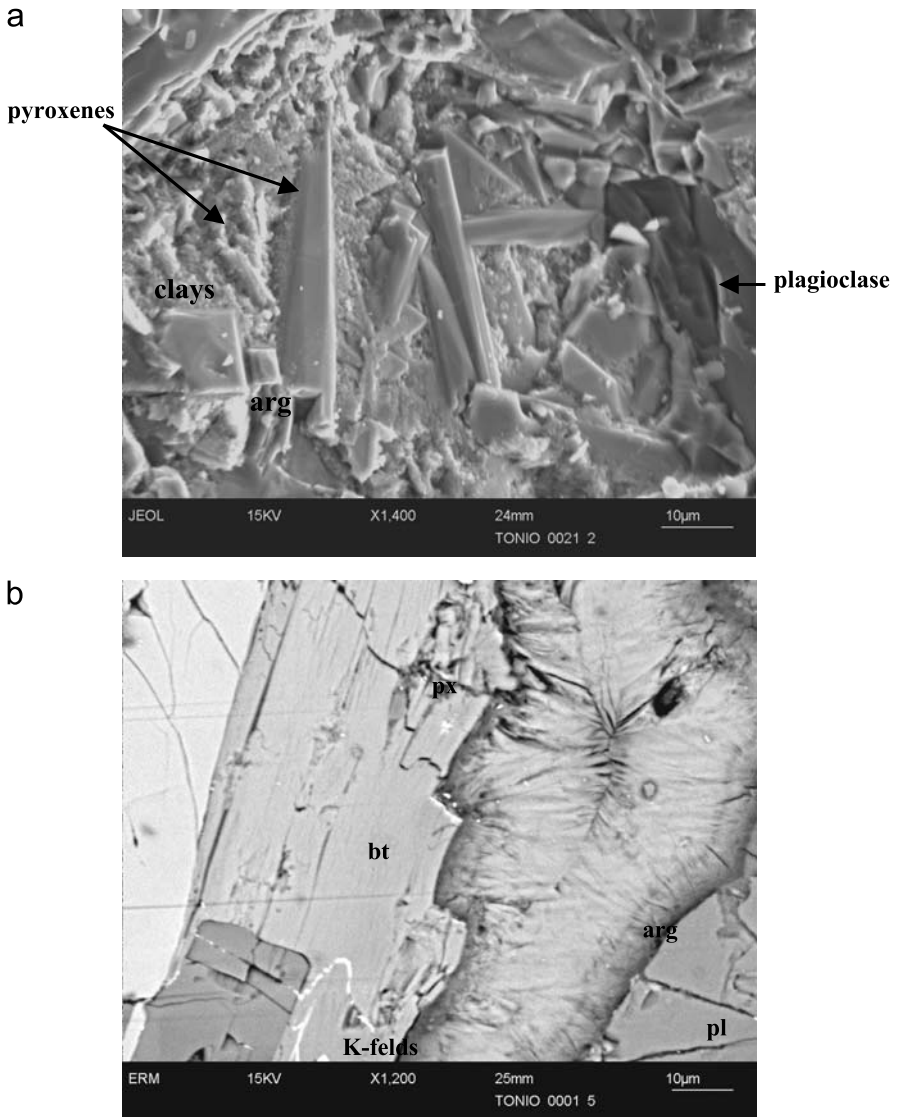 a
pyroxenes
clays
plagioclase
arg
JEOL 15KV X1,400 24mm 10µm
TONIO 0021 2
b
px
bt
arg
pl
K-felds
ERM 15KV X1,200 25mm 10µm
TONIO 0001 5